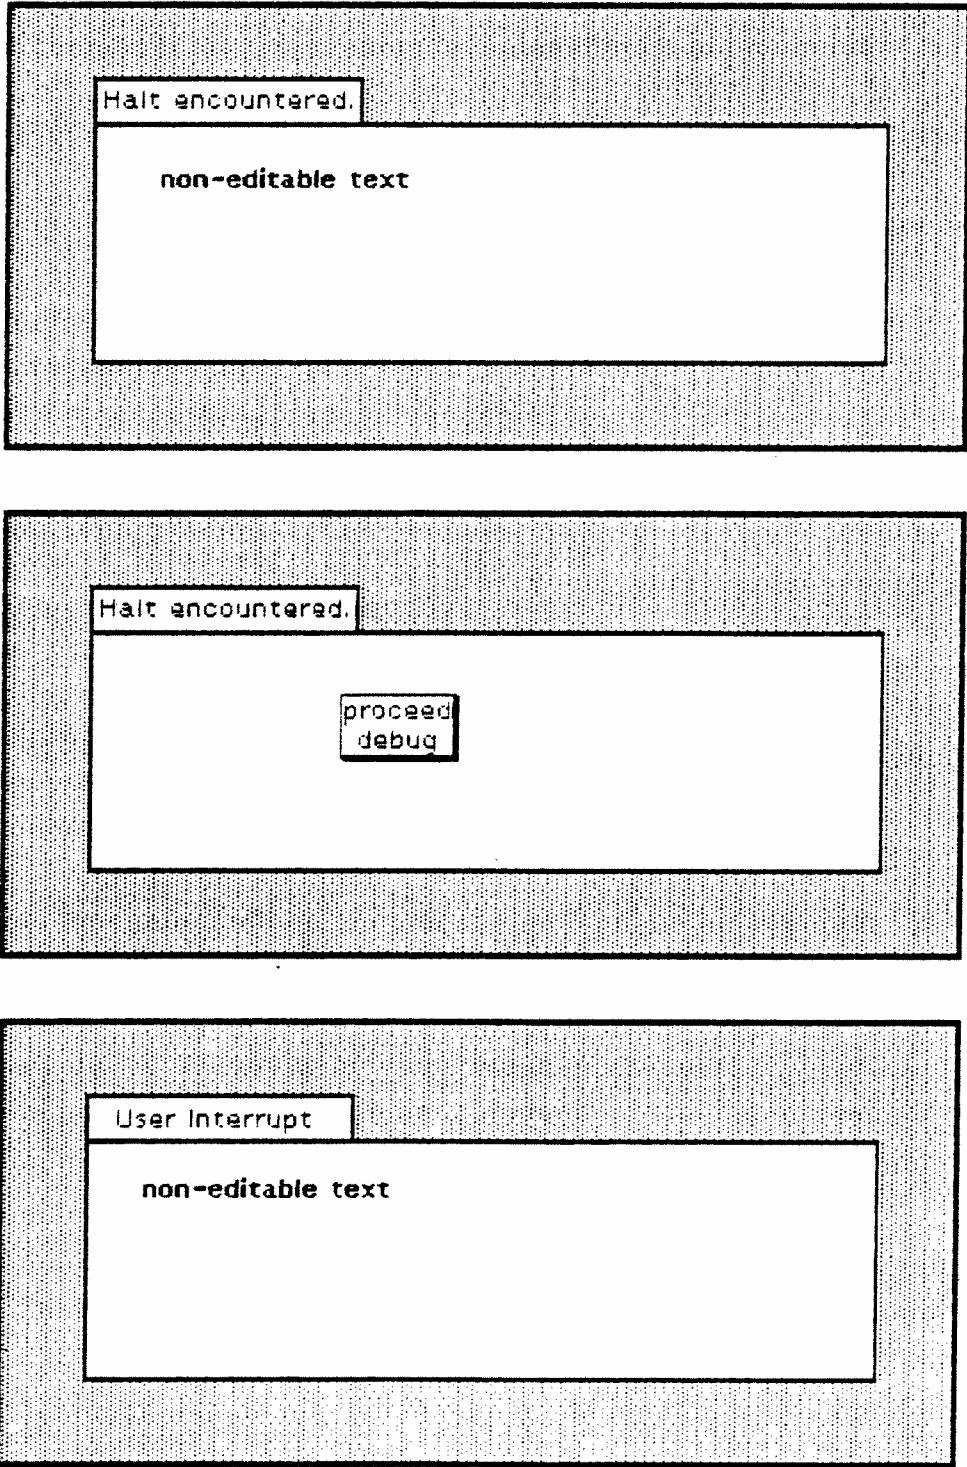 Halt encountered.
non-editable text
Halt encountered.
proceed
debug
User Interrupt
non-editable text